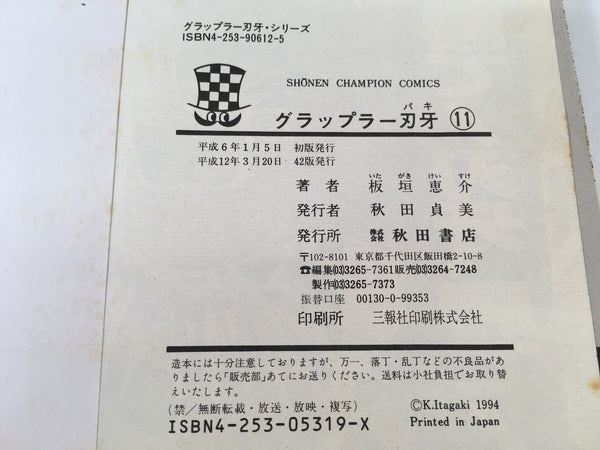 グラップラー刃牙・シリーズ
ISBN4-253-90612-5
SHŌNEN CHAMPION COMICS
バキ
グラップラー刃牙 ⑪
平成6年1月5日 初版発行
平成12年3月20日 42版発行
いた がき けい すけ
著者 板垣恵介
発行者 秋田貞美
発行所 株式会社 秋田書店
〒102-8101 東京都千代田区飯田橋2-10-8
☎編集(03)3265-7361販売(03)3264-7248
製作(03)3265-7373
振替口座 00130-0-99353
印刷所 三報社印刷株式会社
造本には十分注意しておりますが、万一、落丁・乱丁などの不良品があ
りましたら「販売部」あてにお送りください。送料は小社負担でお取り替
えいたします。
(禁/無断転載・放送・放映・複写)
ISBN4-253-05319-X
©K.Itagaki 1994
Printed in Japan